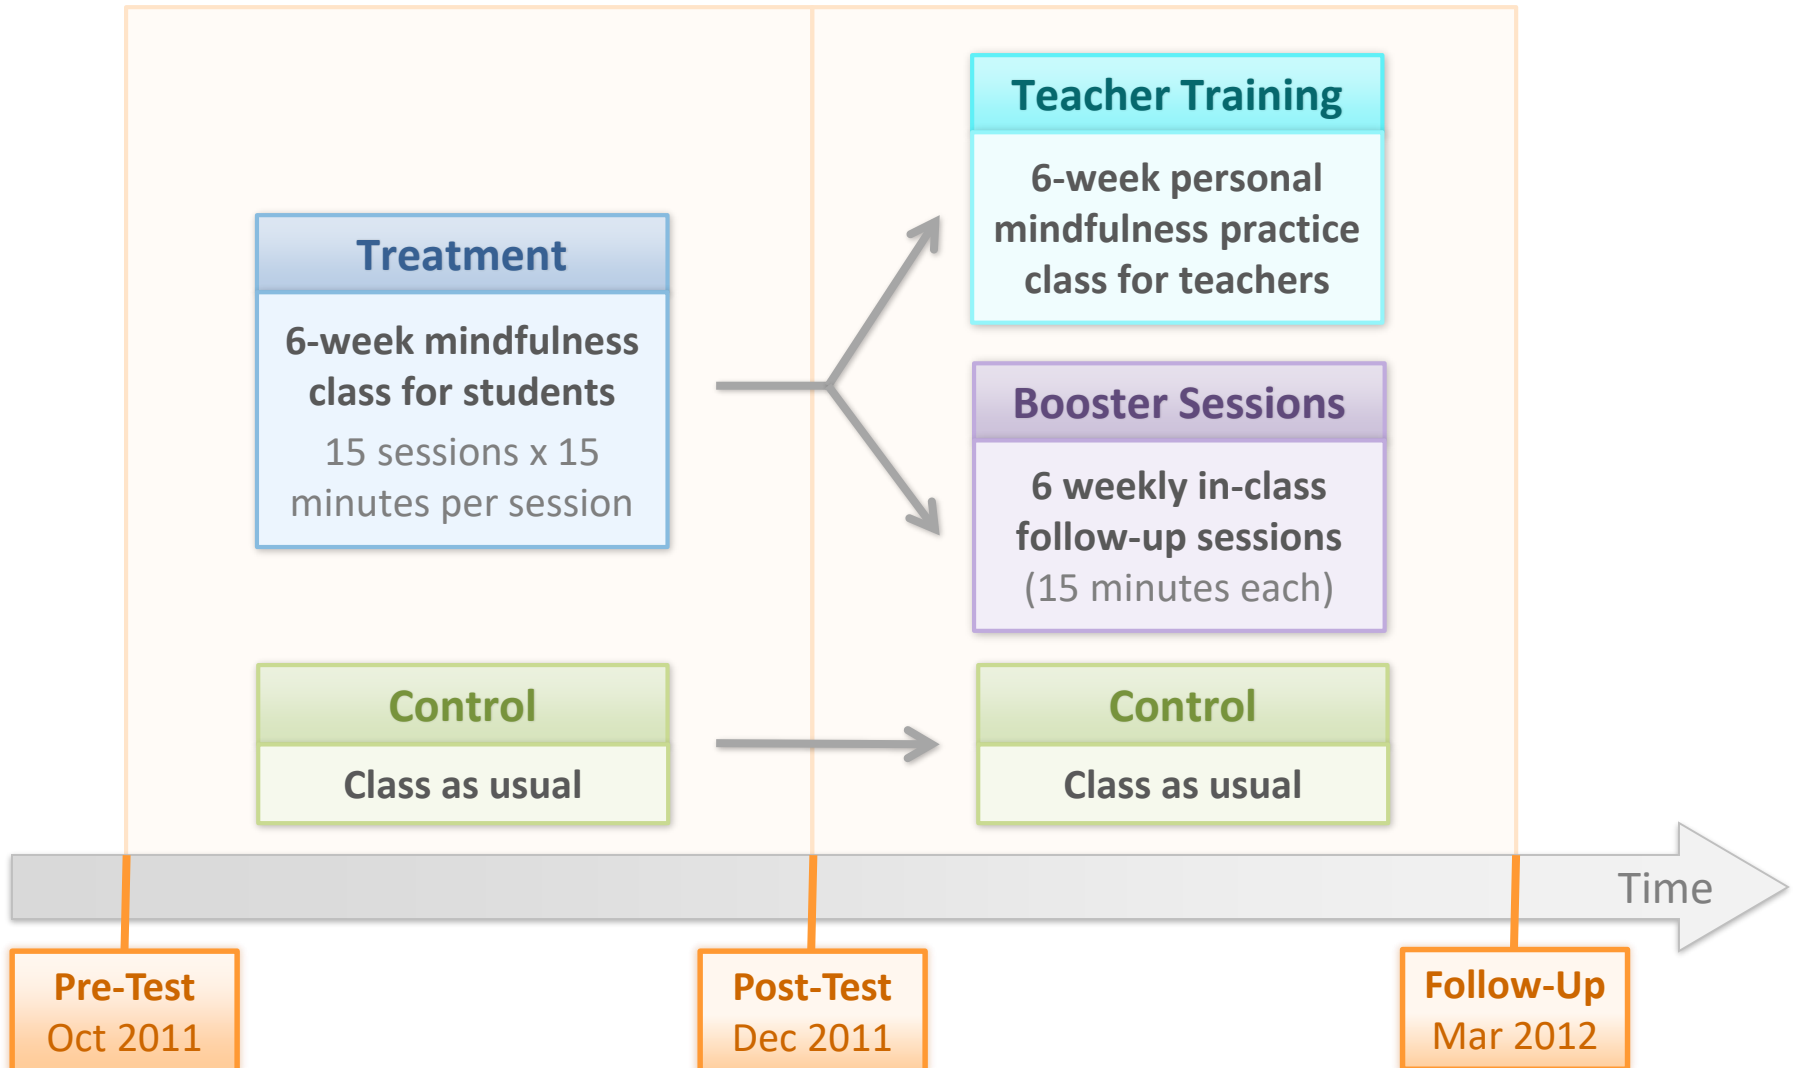 Treatment
6-week mindfulness
class for students
15 sessions x 15
minutes per session
Teacher Training
6-week personal
mindfulness practice
class for teachers
Booster Sessions
6 weekly in-class
follow-up sessions
(15 minutes each)
Control
Class as usual
Control
Class as usual
Time
Pre-Test
Oct 2011
Post-Test
Dec 2011
Follow-Up
Mar 2012